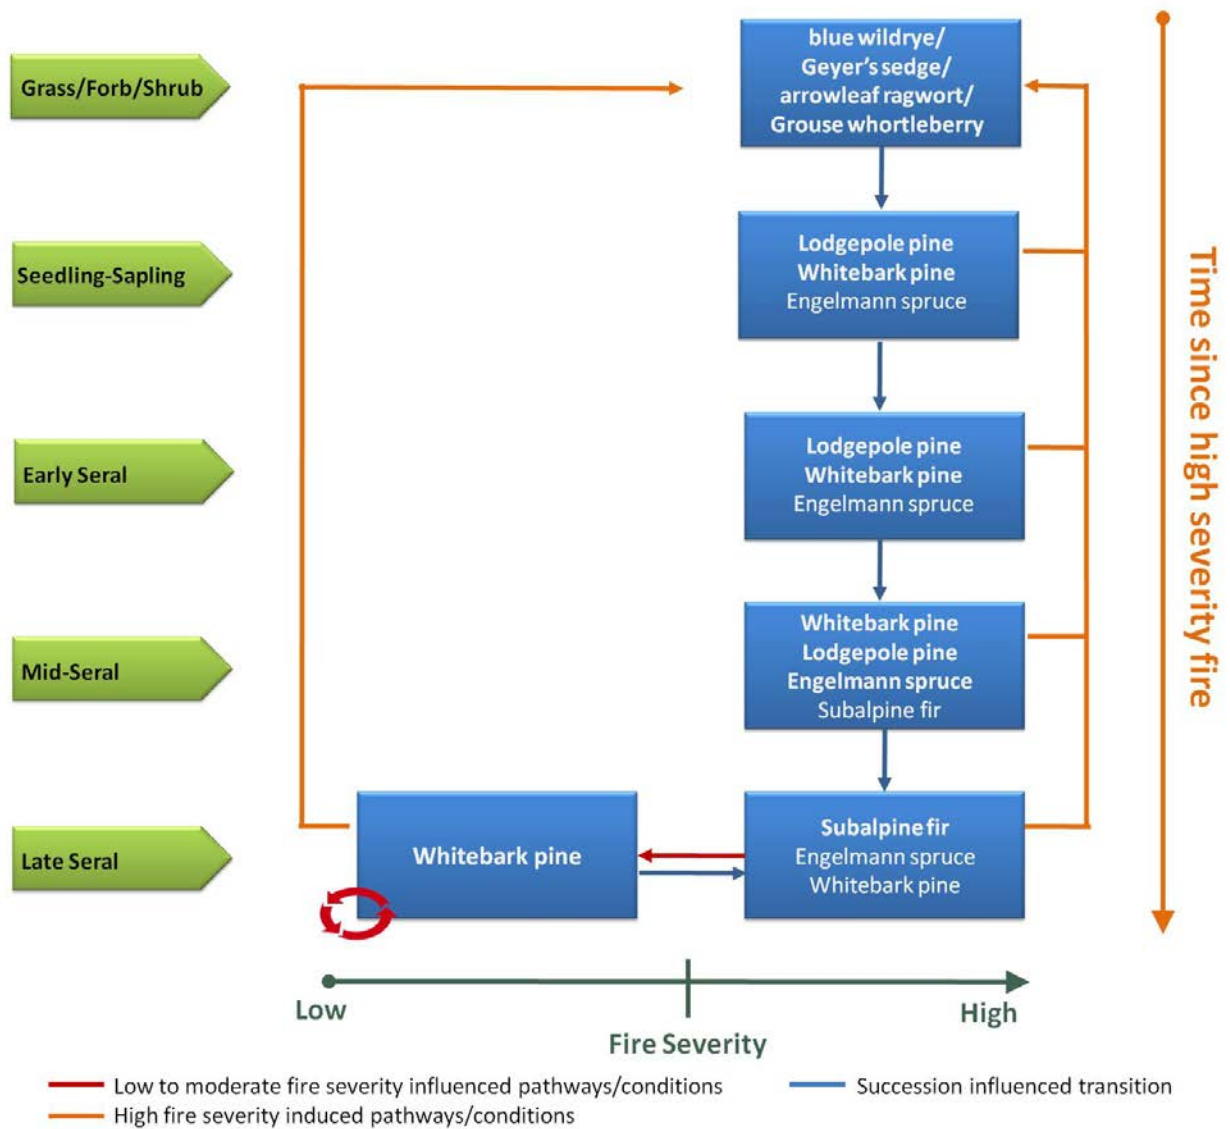 Grass/Forb/Shrub
blue wildrye/
Geyer's sedge/
arrowleaf ragwort/
Grouse whortleberry
Seedling-Sapling
Lodgepole pine
Whitebark pine
Engelmann spruce
Early Seral
Lodgepole pine
Whitebark pine
Engelmann spruce
Mid-Seral
Whitebark pine
Lodgepole pine
Engelmann spruce
Subalpine fir
Late Seral
Whitebark pine
Subalpine fir
Engelmann spruce
Whitebark pine
Time since high severity fire
Low
High
Fire Severity
Low to moderate fire severity influenced pathways/conditions
Succession influenced transition
High fire severity induced pathways/conditions